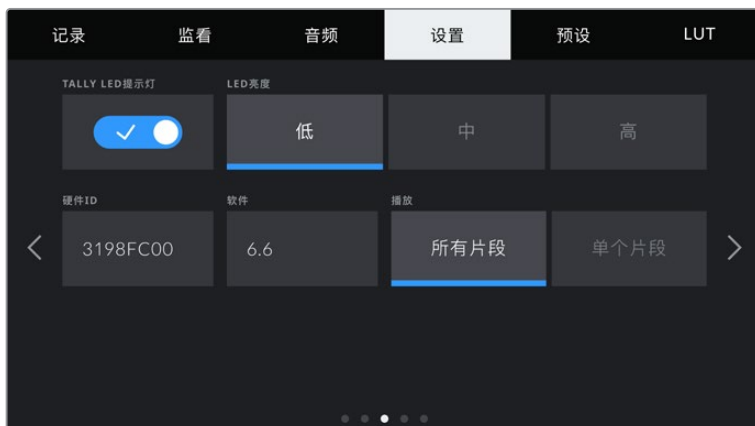 记录 监看 音频 设置 预设 LUT
TALLY LED提示灯 LED亮度
低 中 高
硬件ID 软件 播放
3198FC00 6.6 所有片段 单个片段